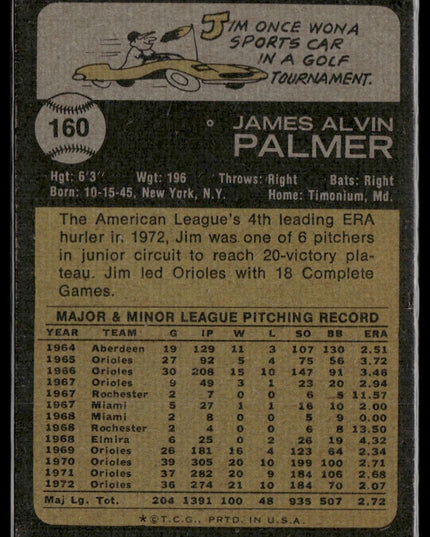 JIM ONCE WON A
SPORTS CAR
IN A GOLF
TOURNAMENT.
160
JAMES ALVIN
PALMER
Hgt: 6'3" Wgt: 196 Throws: Right Bats: Right
Born: 10-15-45, New York, N.Y. Home: Timonium, Md.
The American League's 4th leading ERA
hurler in 1972, Jim was one of 6 pitchers
in junior circuit to reach 20-victory pla-
teau. Jim led Orioles with 18 Complete
Games.
MAJOR & MINOR LEAGUE PITCHING RECORD
YEAR TEAM G IP W L SO BB ERA
1964 Aberdeen 19 129 11 3 107 130 2.51
1965 Orioles 27 92 5 4 75 56 3.72
1966 Orioles 30 208 15 10 147 91 3.46
1967 Orioles 9 49 3 1 23 20 2.94
1967 Rochester 2 7 0 0 6 5 11.57
1967 Miami 5 27 1 1 16 10 2.00
1968 Miami 2 8 0 0 5 9 0.00
1968 Rochester 2 4 0 0 6 8 13.50
1968 Elmira 6 25 0 2 26 19 4.32
1969 Orioles 26 181 16 4 123 64 2.34
1970 Orioles 39 305 20 10 199 100 2.71
1971 Orioles 37 282 20 9 184 106 2.68
1972 Orioles 36 274 21 10 184 70 2.07
Maj Lg. Tot. 204 1391 100 48 935 507 2.72
*©T.C.G., PRTD. IN U.S.A.